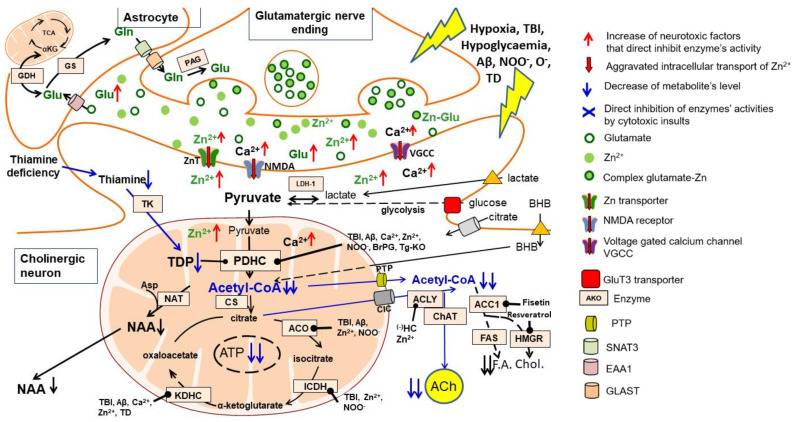 Astrocyte
Glutamatergic nerve
ending
Hypoxia, TBI,
Hypoglycaemia,
Aβ, NOO⁻, O⁻,
TD
TCA
αKG
GDH
GS
Gln
SNAT3
GLAST
Gln
PAG
Glu
Glu
Glu
EAA1
Glu
Zn²⁺
Zn-Glu
Zn²⁺
Ca²⁺
Glu
Zn²⁺
Ca²⁺
ZnT
NMDA
VGCC
Zn²⁺
Ca²⁺
Thiamine
deficiency
Thiamine
TK
Pyruvate
LDH-1
lactate
lactate
glycolysis
glucose
citrate
BHB
BHB
Cholinergic
neuron
Zn²⁺
Pyruvate
Ca²⁺
TBI, Aβ, Ca²⁺, Zn²⁺,
NOO⁻, BrPG, Tg-KO
TDP
PDHC
Asp
NAT
Acetyl-CoA
PTP
Acetyl-CoA
CS
citrate
CIC
ACLY
ACC1
Fisetin
Resveratrol
NAA
ACO
TBI, Aβ,
Zn²⁺, NOO⁻
(-)HC
Zn²⁺
ChAT
FAS
HMGR
oxaloacetate
ATP
isocitrate
F.A.
Chol.
NAA
KDHC
ICDH
TBI, Zn²⁺,
NOO⁻
ACh
TBI, Aβ, Ca²⁺,
Zn²⁺, TD
α-ketoglutarate
Increase of neurotoxic factors
that direct inhibit enzyme's activity
Aggravated intracellular transport of Zn²⁺
Decrease of metabolite's level
Direct inhibition of enzymes' activities
by cytotoxic insults
Glutamate
Zn²⁺
Complex glutamate-Zn
Zn transporter
NMDA receptor
Voltage gated calcium channel
VGCC
GluT3 transporter
AKO
Enzyme
PTP
SNAT3
EAA1
GLAST